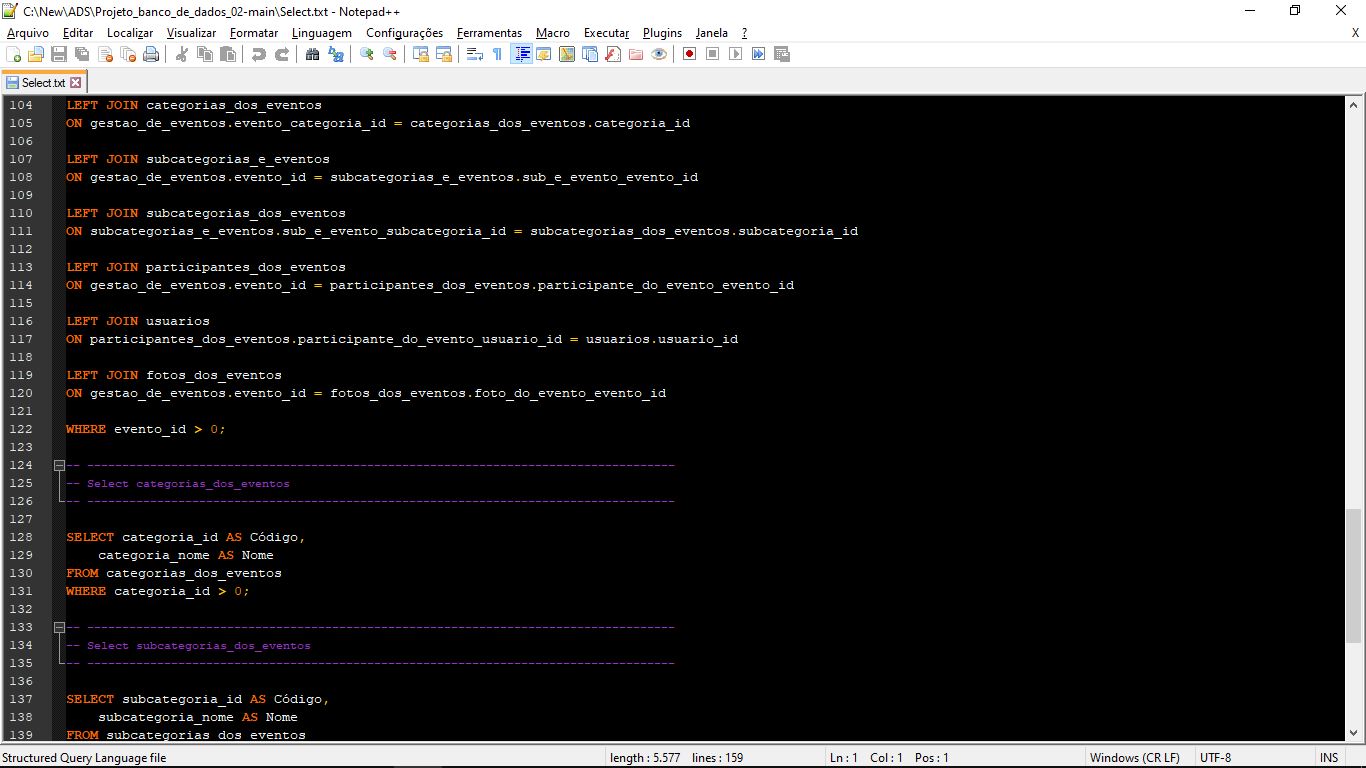 C:\New\ADS\Projeto_banco_de_dados_02-main\Select.txt - Notepad++
Arquivo Editar Localizar Visualizar Formatar Linguagem Configurações Ferramentas Macro Executar Plugins Janela ? X
Select.txt
104 LEFT JOIN categorias_dos_eventos
105 ON gestao_de_eventos.evento_categoria_id = categorias_dos_eventos.categoria_id
106
107 LEFT JOIN subcategorias_e_eventos
108 ON gestao_de_eventos.evento_id = subcategorias_e_eventos.sub_e_evento_evento_id
109
110 LEFT JOIN subcategorias_dos_eventos
111 ON subcategorias_e_eventos.sub_e_evento_subcategoria_id = subcategorias_dos_eventos.subcategoria_id
112
113 LEFT JOIN participantes_dos_eventos
114 ON gestao_de_eventos.evento_id = participantes_dos_eventos.participante_do_evento_evento_id
115
116 LEFT JOIN usuarios
117 ON participantes_dos_eventos.participante_do_evento_usuario_id = usuarios.usuario_id
118
119 LEFT JOIN fotos_dos_eventos
120 ON gestao_de_eventos.evento_id = fotos_dos_eventos.foto_do_evento_evento_id
121
122 WHERE evento_id > 0;
123
124 -- --------------------------------------------------------------------------
125 -- Select categorias_dos_eventos
126 -- --------------------------------------------------------------------------
127
128 SELECT categoria_id AS Código,
129 categoria_nome AS Nome
130 FROM categorias_dos_eventos
131 WHERE categoria_id > 0;
132
133 -- --------------------------------------------------------------------------
134 -- Select subcategorias_dos_eventos
135 -- --------------------------------------------------------------------------
136
137 SELECT subcategoria_id AS Código,
138 subcategoria_nome AS Nome
139 FROM subcategorias_dos_eventos
Structured Query Language file length : 5.577 lines : 159 Ln : 1 Col : 1 Pos : 1 Windows (CR LF) UTF-8 INS